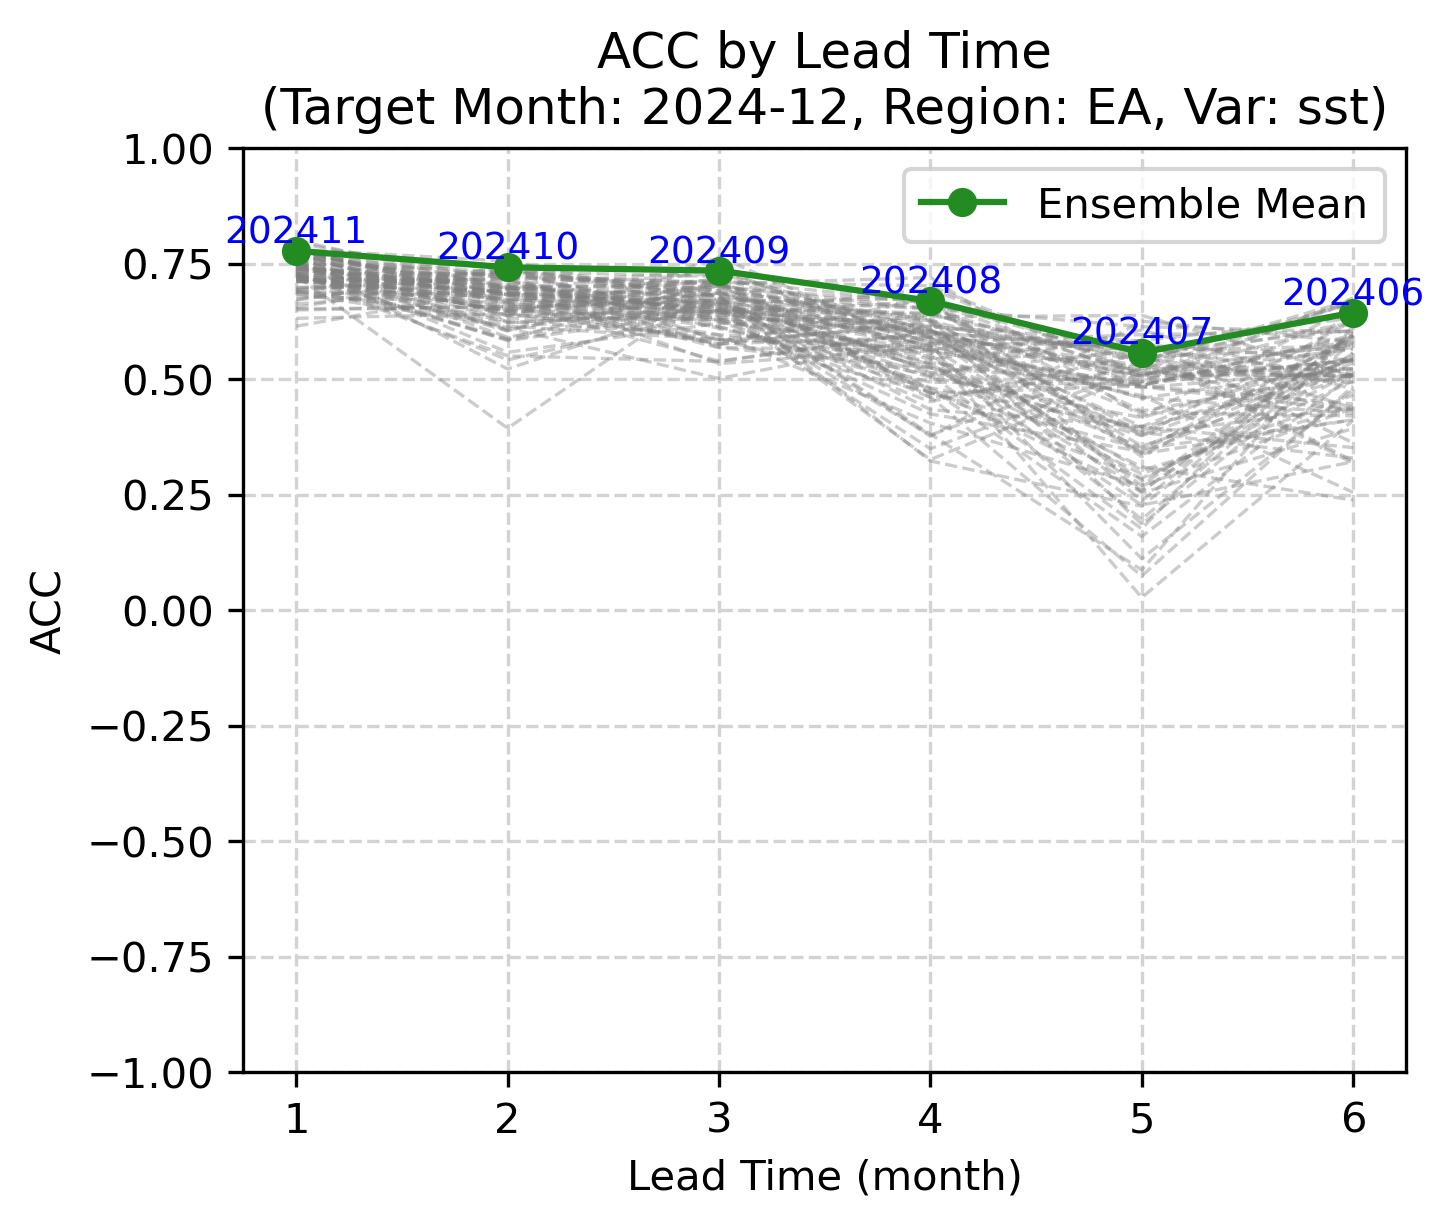 ACC by Lead Time
(Target Month: 2024-12, Region: EA, Var: sst)
Ensemble Mean
202411
202410
202409
202408
202407
202406
1.00
0.75
0.50
0.25
0.00
−0.25
−0.50
−0.75
−1.00
ACC
1 2 3 4 5 6
Lead Time (month)